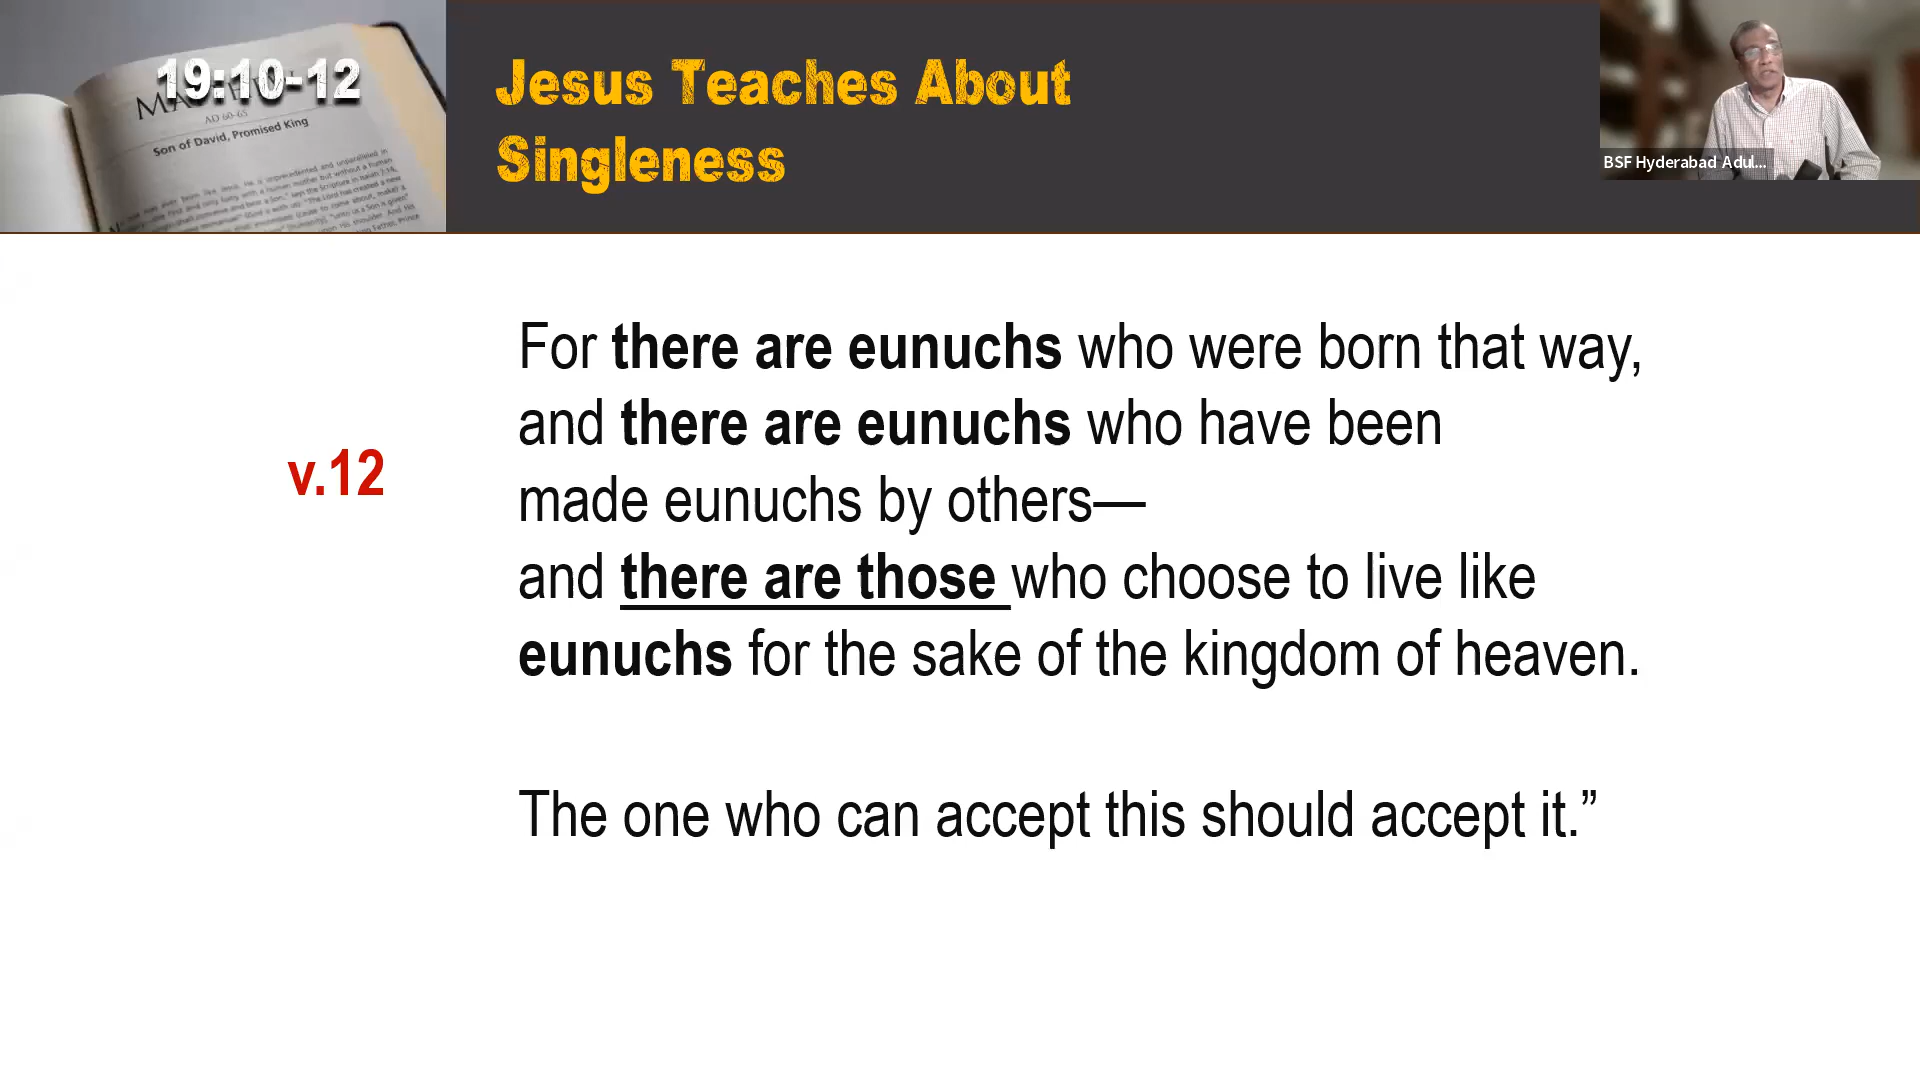 19:10-12
AD 60-65
Son of David, Promised King
Jesus Teaches About
Singleness
BSF Hyderabad Adul...
For there are eunuchs who were born that way,
and there are eunuchs who have been
v.12
made eunuchs by others—
and there are those who choose to live like
eunuchs for the sake of the kingdom of heaven.
The one who can accept this should accept it.”